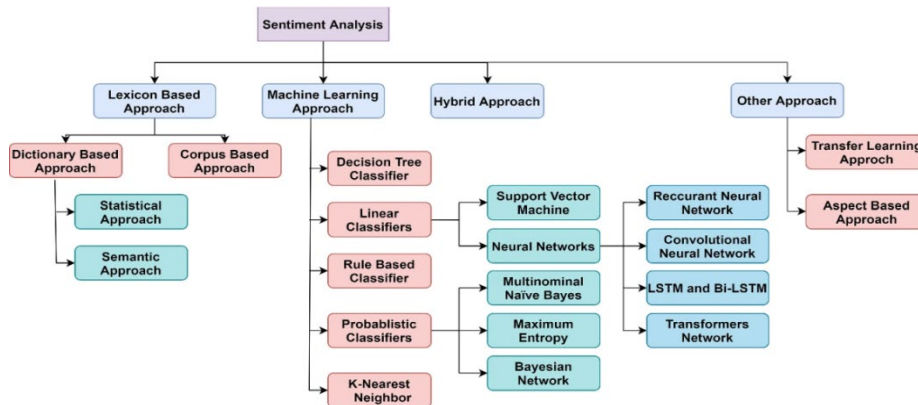 Sentiment Analysis
Lexicon Based
Approach
Machine Learning
Approach
Hybrid Approach
Other Approach
Dictionary Based
Approach
Corpus Based
Approach
Statistical
Approach
Semantic
Approach
Decision Tree
Classifier
Linear
Classifiers
Rule Based
Classifier
Probablistic
Classifiers
K-Nearest
Neighbor
Support Vector
Machine
Neural Networks
Multinominal
Naïve Bayes
Maximum
Entropy
Bayesian
Network
Reccurant Neural
Network
Convolutional
Neural Network
LSTM and Bi-LSTM
Transformers
Network
Transfer Learning
Approch
Aspect Based
Approach